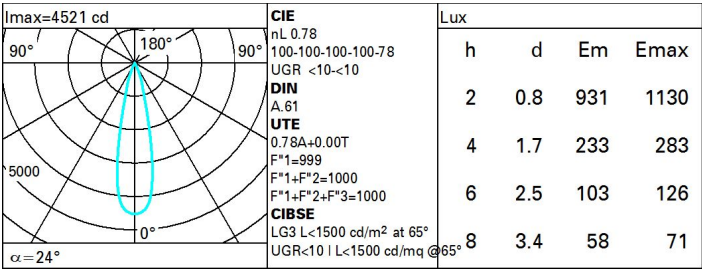 Imax=4521 cd
90°
180°
90°
5000
0°
α=24°
CIE
nL 0.78
100-100-100-100-78
UGR <10-<10
DIN
A.61
UTE
0.78A+0.00T
F"1=999
F"1+F"2=1000
F"1+F"2+F"3=1000
CIBSE
LG3 L<1500 cd/m² at 65°
UGR<10 | L<1500 cd/mq @65°
Lux
h d Em Emax
2 0.8 931 1130
4 1.7 233 283
6 2.5 103 126
8 3.4 58 71